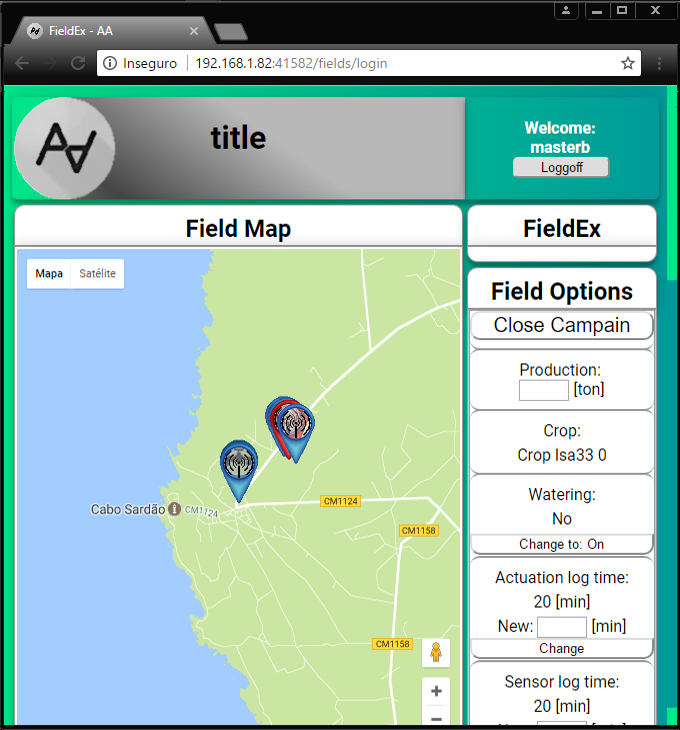 FieldEx - AA
Inseguro
192.168.1.82:41582/fields/login
title
Welcome:
masterb
Loggoff
Field Map
FieldEx
Mapa
Satélite
Field Options
Close Campain
Production:
[ton]
Crop:
Crop Isa33 0
Watering:
No
Change to: On
Actuation log time:
20 [min]
New: [min]
Change
Sensor log time:
20 [min]
Cabo Sardão
CM1124
CM1124
CM1158
CM1158